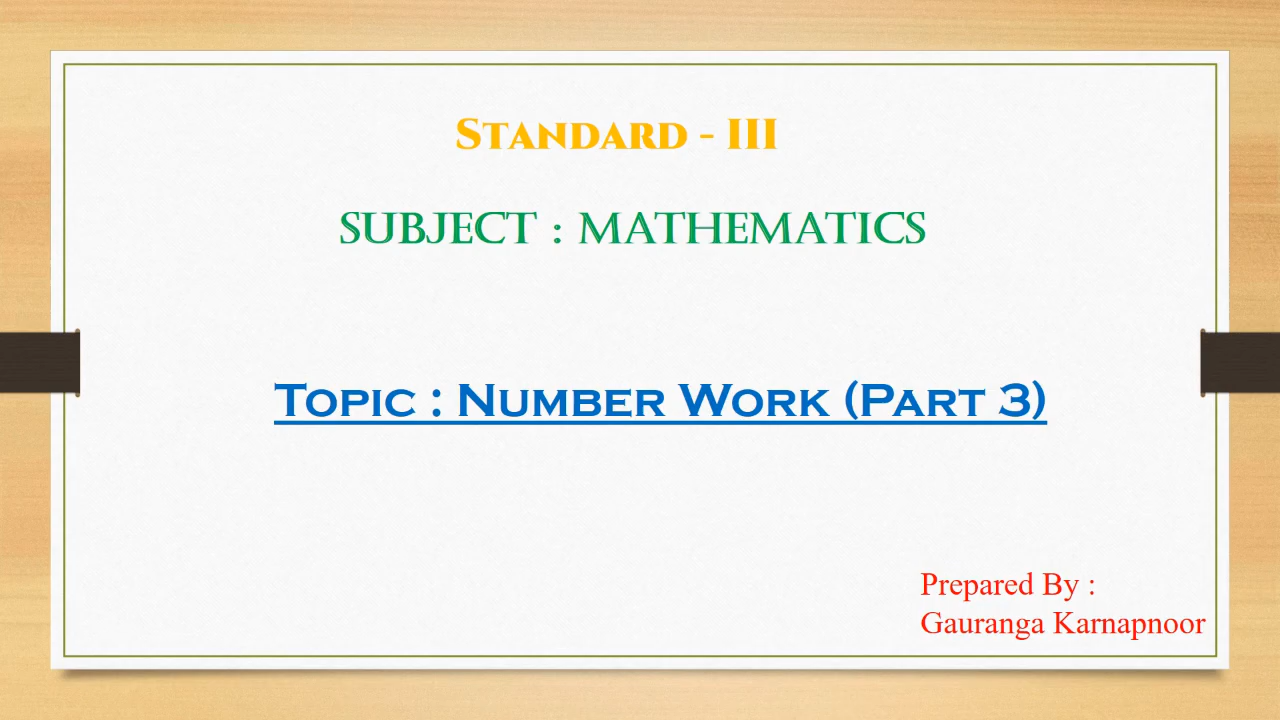 Standard - III
SUBJECT : MATHEMATICS
Topic : Number Work (Part 3)
Prepared By :
Gauranga Karnapnoor